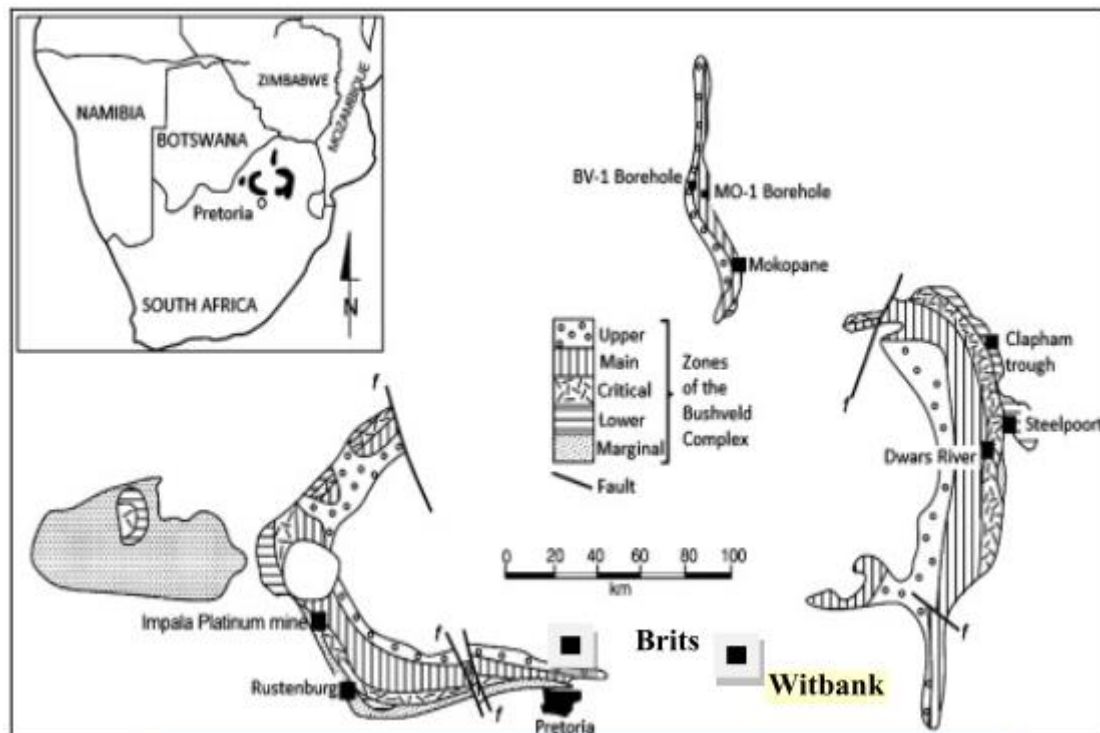 ZIMBABWE
NAMIBIA
MOZAMBIQUE
BOTSWANA
Pretoria
N
SOUTH AFRICA
BV-1 Borehole
MO-1 Borehole
Mokopane
Upper
Main
Critical
Lower
Marginal
Zones
of the
Bushveld
Complex
Fault
f
Clapham
trough
Steelpoort
Dwars River
f
f
0 20 40 60 80 100
km
Impala Platinum mine
f
f
Brits
Witbank
Rustenburg
f
Pretoria